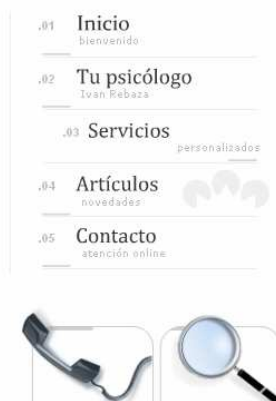 .01 Inicio
bienvenido
.02 Tu psicólogo
Ivan Rebaza
.03 Servicios
personalizados
.04 Artículos
novedades
.05 Contacto
atención online